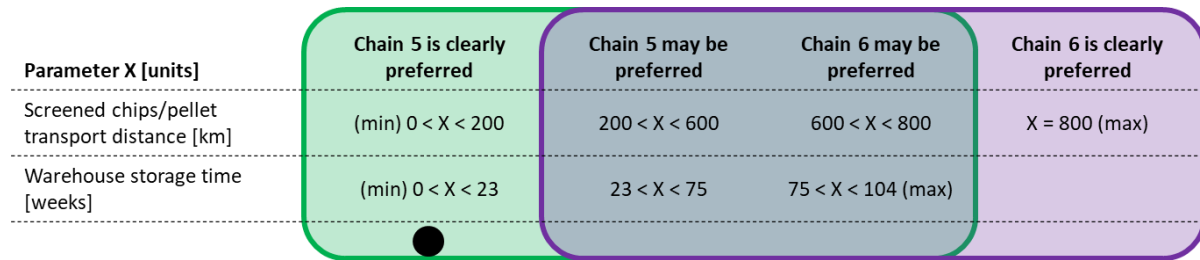 Parameter X [units]
Chain 5 is clearly
preferred
Chain 5 may be
preferred
Chain 6 may be
preferred
Chain 6 is clearly
preferred
Screened chips/pellet
transport distance [km]
(min) 0 < X < 200
200 < X < 600
600 < X < 800
X = 800 (max)
Warehouse storage time
[weeks]
(min) 0 < X < 23
23 < X < 75
75 < X < 104 (max)